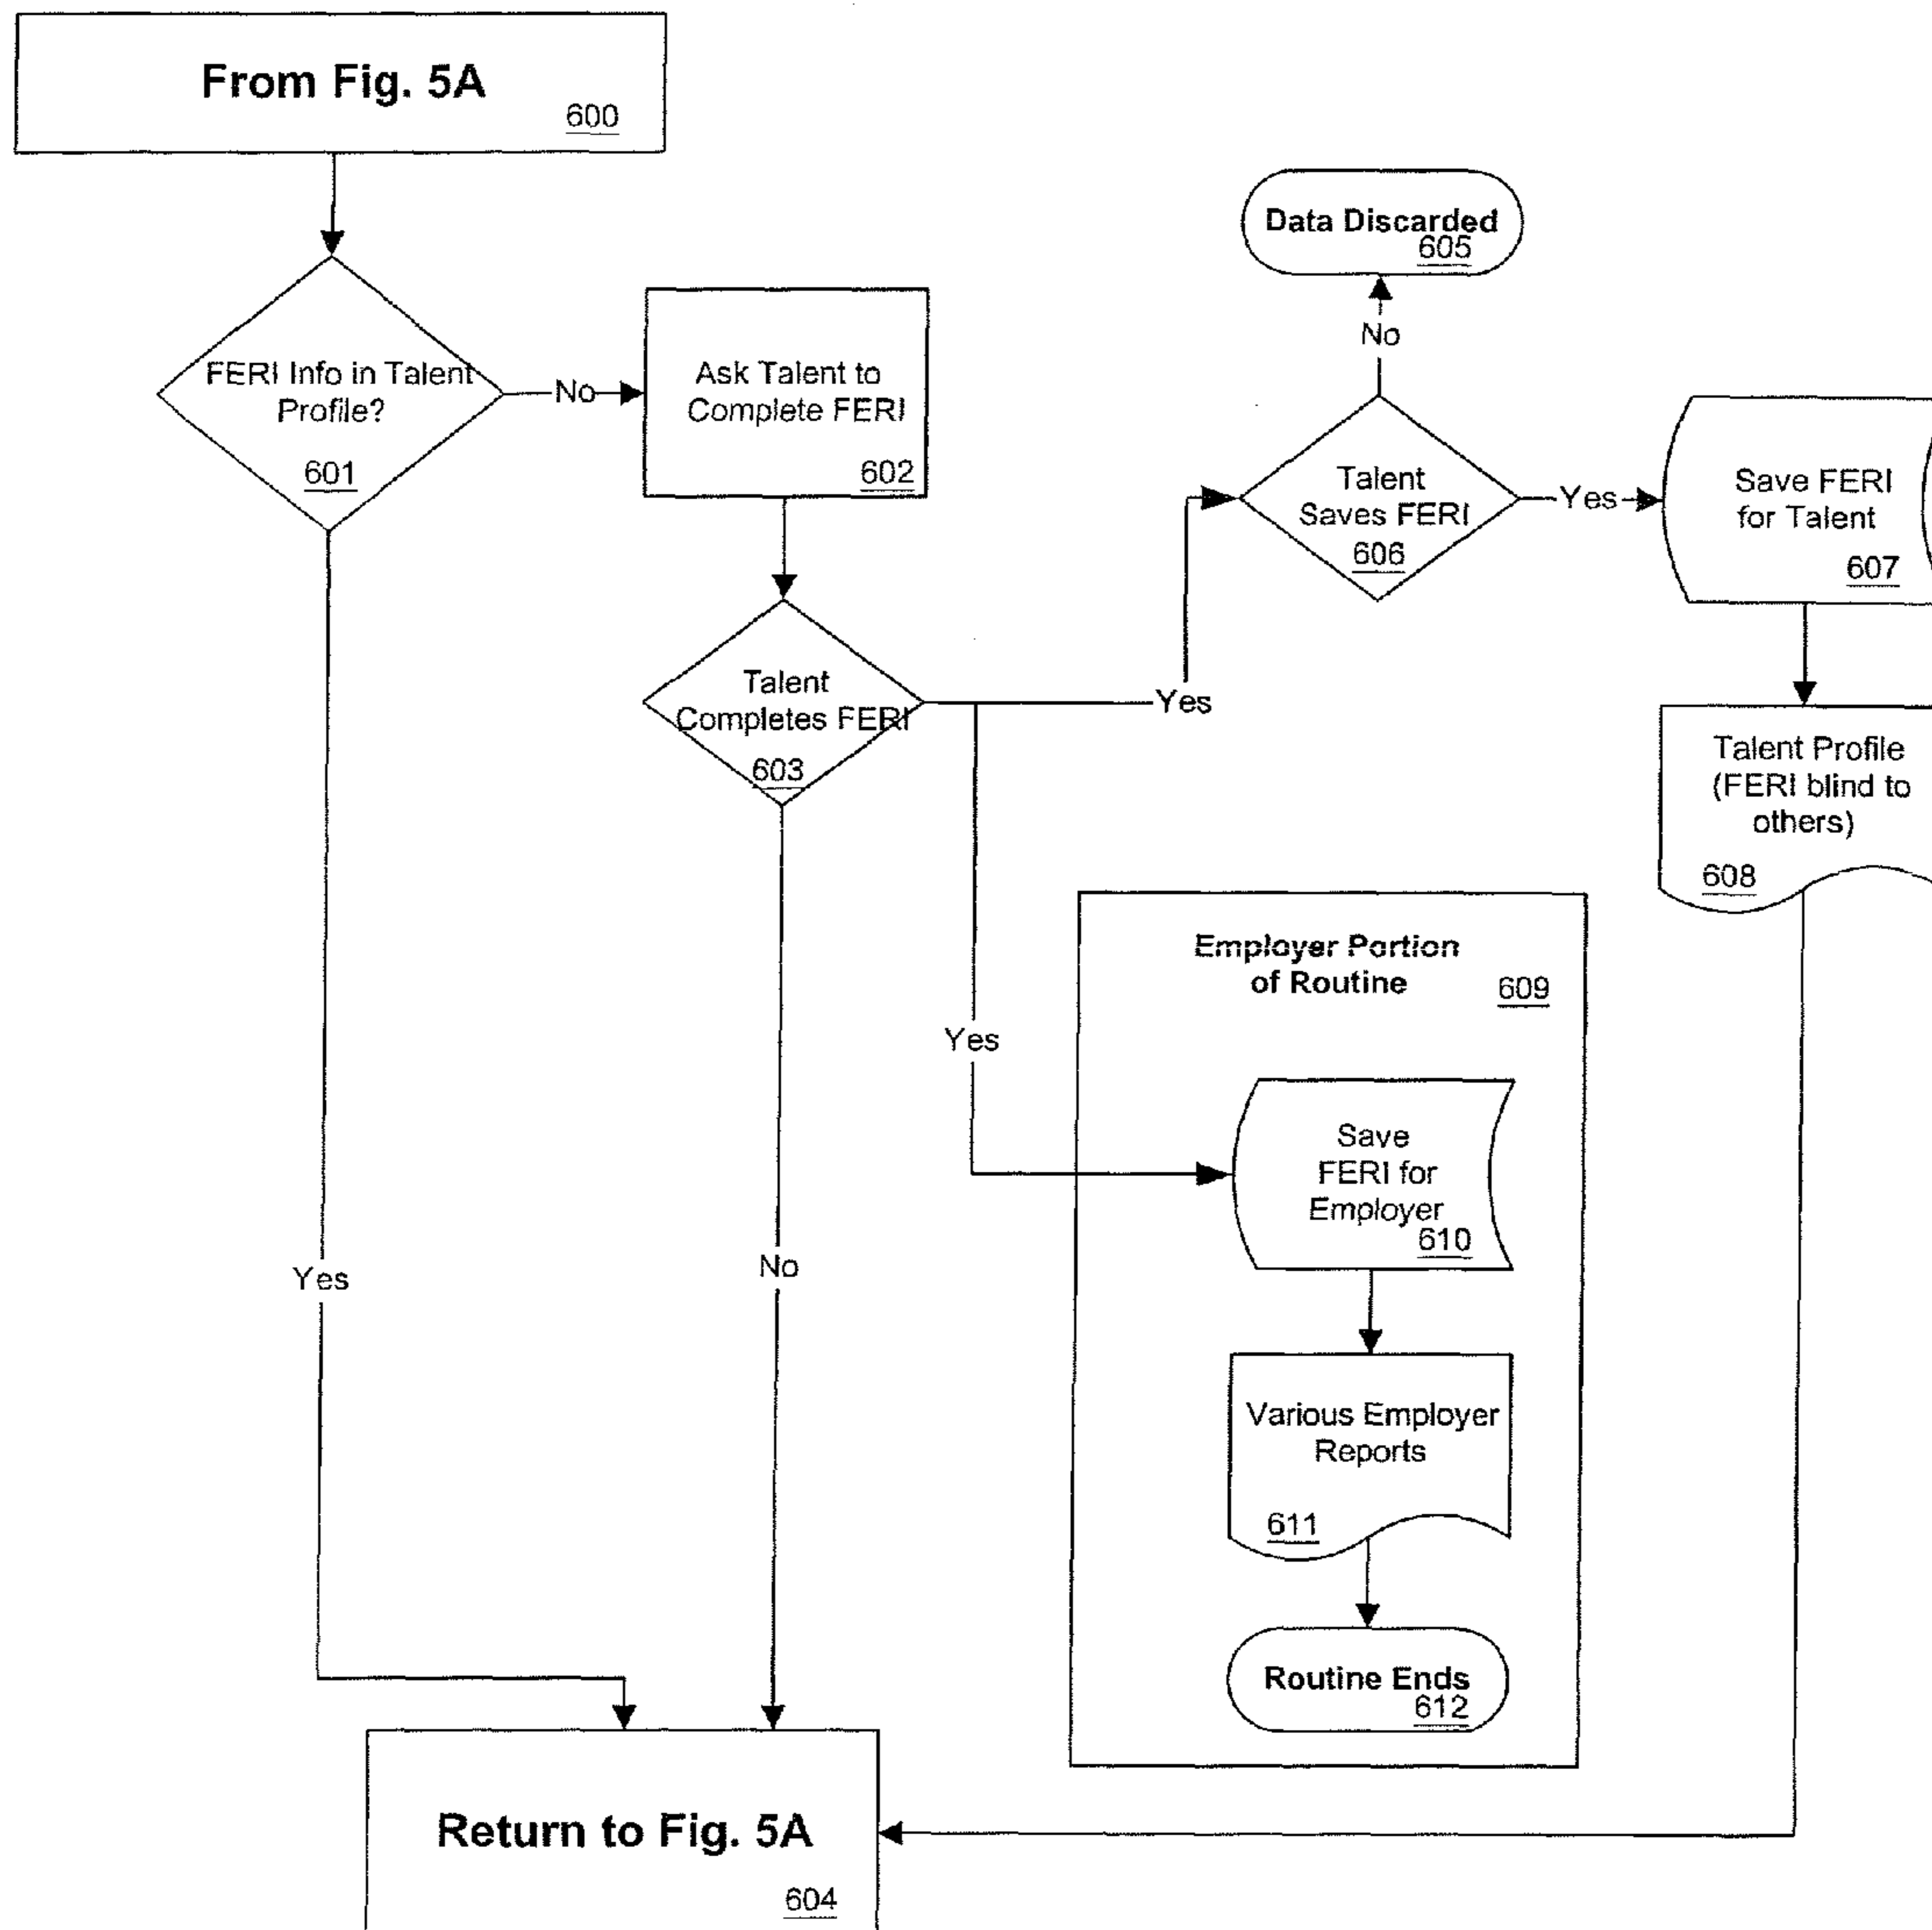 From Fig. 5A
600
FERI Info in Talent
Profile?
601
No
Ask Talent to
Complete FERI
602
Talent
Completes FERI
603
Yes
Data Discarded
605
No
Talent
Saves FERI
606
Yes
Save FERI
for Talent
607
Talent Profile
(FERI blind to
others)
608
Employer Portion
of Routine
609
Yes
Save
FERI for
Employer
610
Various Employer
Reports
611
Routine Ends
612
Yes
No
Return to Fig. 5A
604